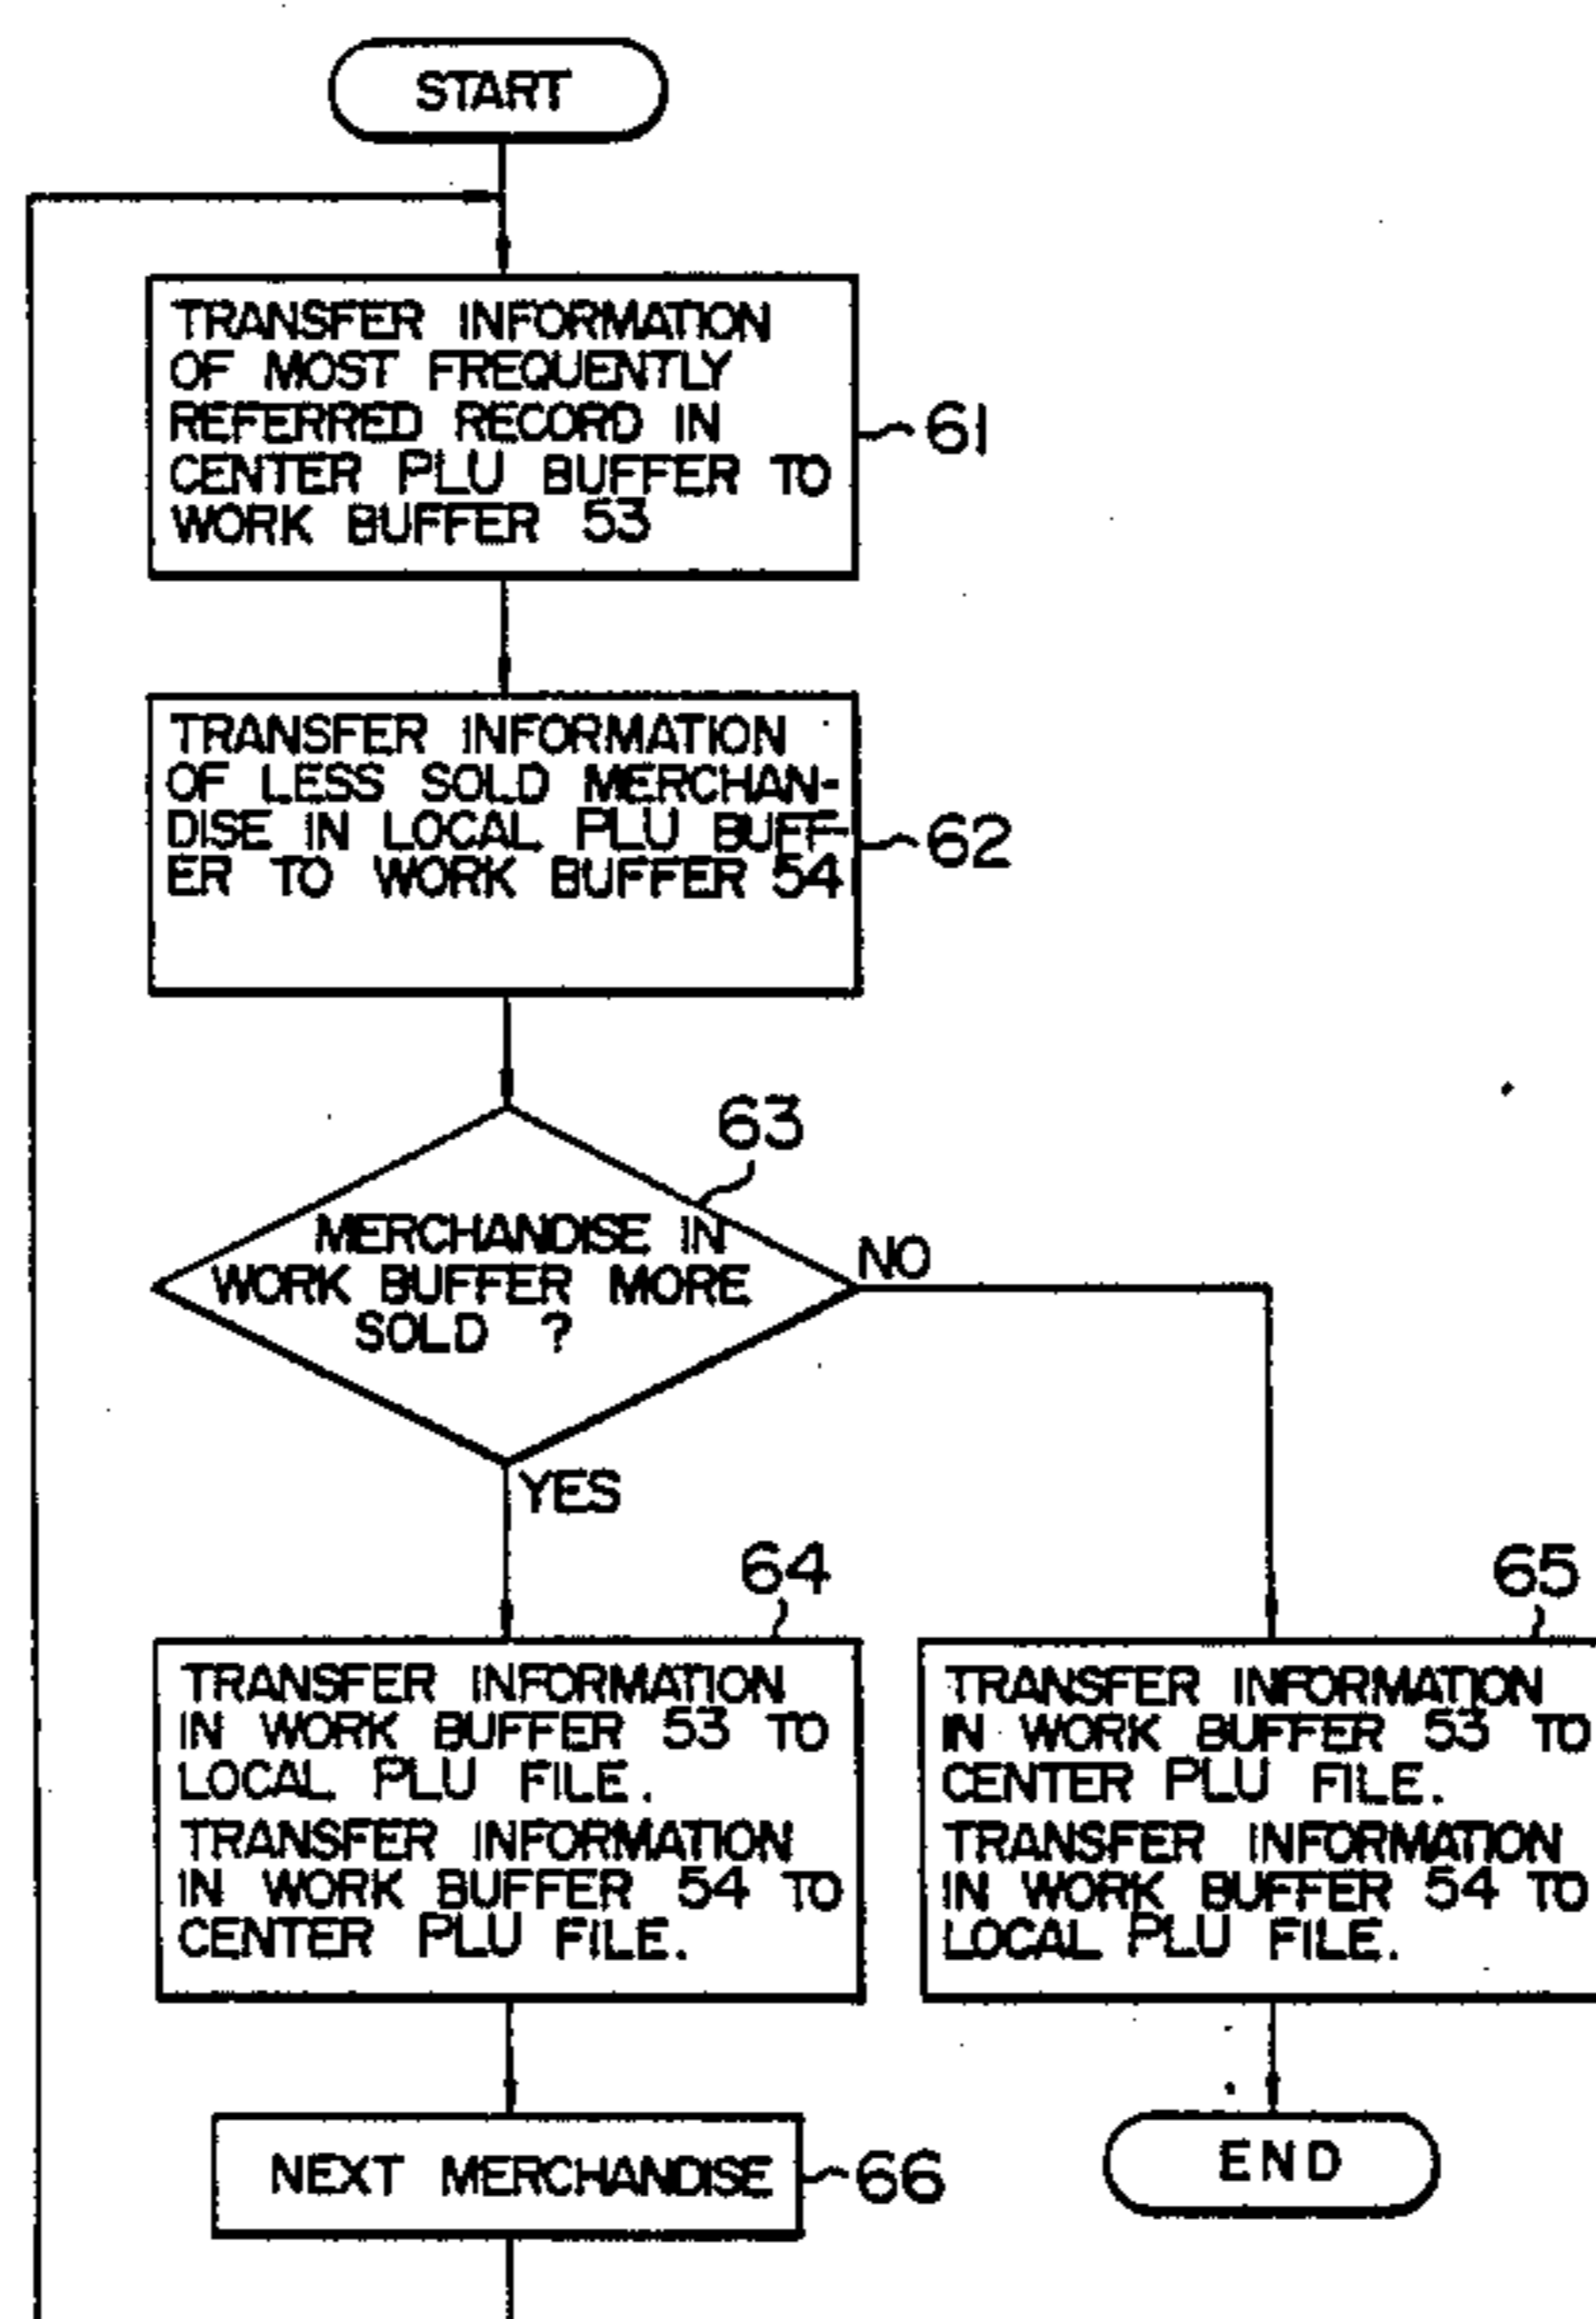 START
TRANSFER INFORMATION
OF MOST FREQUENTLY
REFERRED RECORD IN
CENTER PLU BUFFER TO
WORK BUFFER 53
61
TRANSFER INFORMATION
OF LESS SOLD MERCHAN-
DISE IN LOCAL PLU BUFF-
ER TO WORK BUFFER 54
62
63
MERCHANDISE IN
WORK BUFFER MORE
SOLD ?
NO
YES
64
TRANSFER INFORMATION
IN WORK BUFFER 53 TO
LOCAL PLU FILE.
TRANSFER INFORMATION
IN WORK BUFFER 54 TO
CENTER PLU FILE.
65
TRANSFER INFORMATION
IN WORK BUFFER 53 TO
CENTER PLU FILE.
TRANSFER INFORMATION
IN WORK BUFFER 54 TO
LOCAL PLU FILE.
NEXT MERCHANDISE
66
END